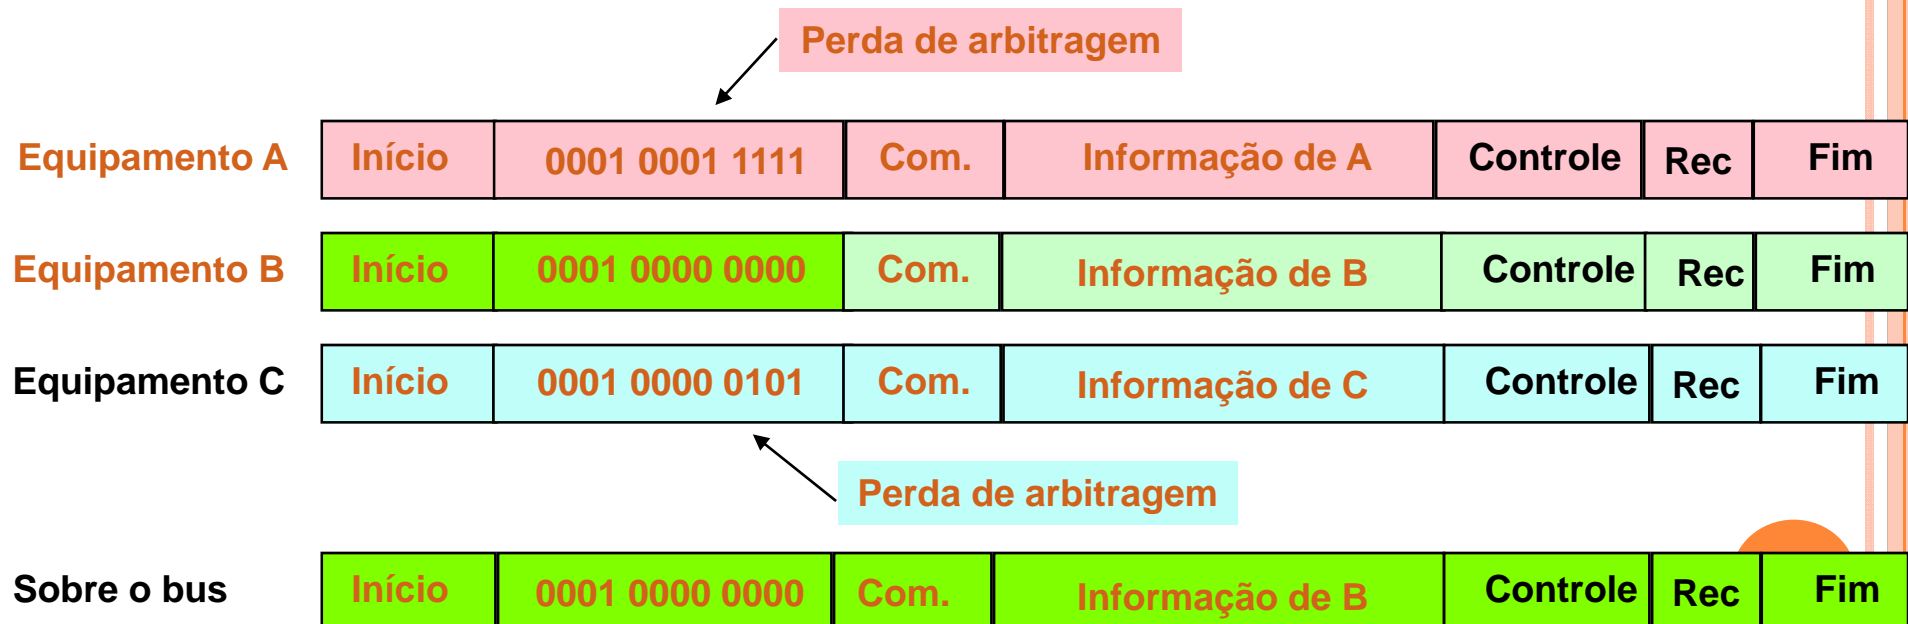 Perda de arbitragem
Equipamento A Início 0001 0001 1111 Com. Informação de A Controle Rec Fim
Equipamento B Início 0001 0000 0000 Com. Informação de B Controle Rec Fim
Equipamento C Início 0001 0000 0101 Com. Informação de C Controle Rec Fim
Perda de arbitragem
Sobre o bus Início 0001 0000 0000 Com. Informação de B Controle Rec Fim